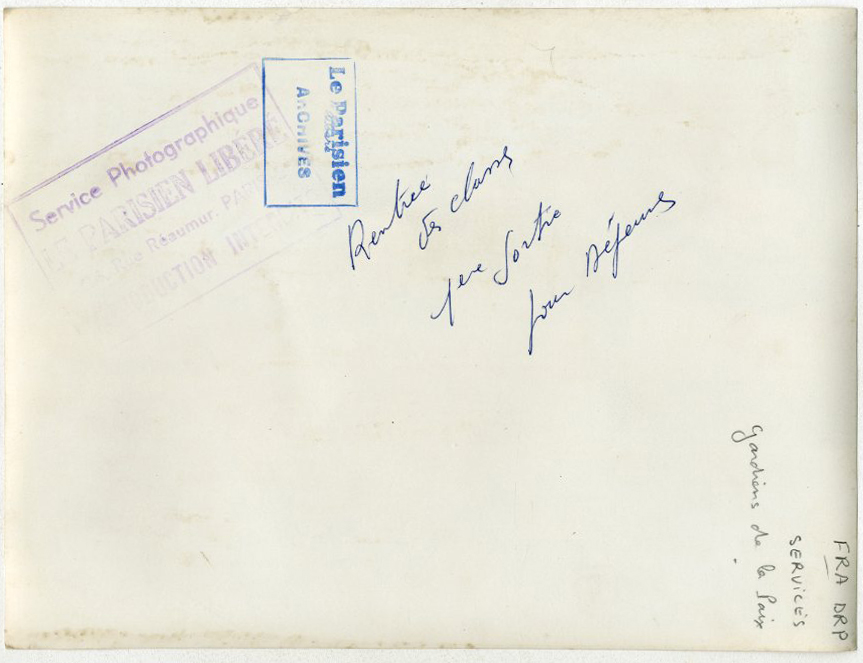 Service Photographique
LE PARISIEN LIBÉRÉ
Rue Réaumur, PARIS
Le Parisien
ARCHIVES
Rentrée
des classes
1ere Sortie
pour Déjeuner
Gardiens de la Paix
SERVICES
FRA DRP